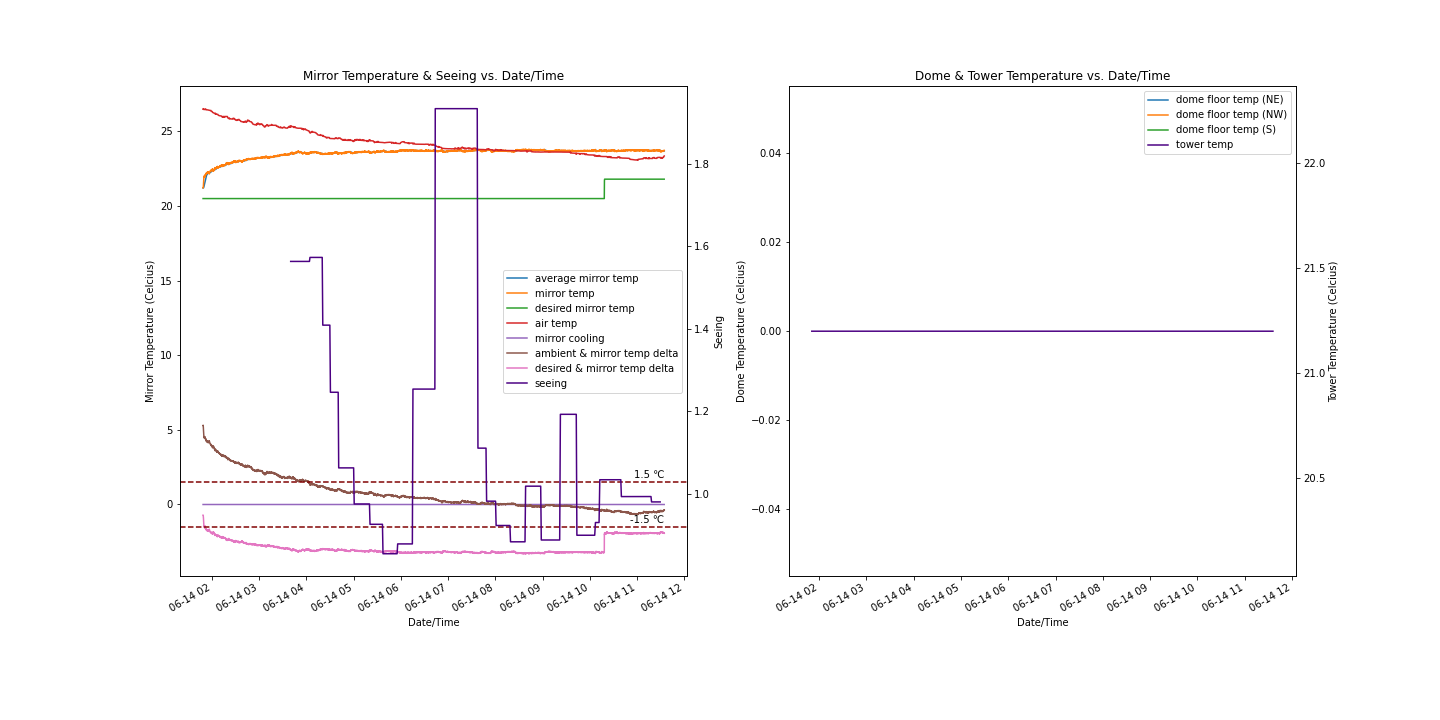 Mirror Temperature & Seeing vs. Date/Time
Mirror Temperature (Celcius)
25
20
15
10
5
0
1.8
1.6
1.4
1.2
1.0
Seeing
average mirror temp
mirror temp
desired mirror temp
air temp
mirror cooling
ambient & mirror temp delta
desired & mirror temp delta
seeing
1.5 °C
-1.5 °C
06-14 02
06-14 03
06-14 04
06-14 05
06-14 06
06-14 07
06-14 08
06-14 09
06-14 10
06-14 11
06-14 12
Date/Time
Dome & Tower Temperature vs. Date/Time
Dome Temperature (Celcius)
0.04
0.02
0.00
−0.02
−0.04
dome floor temp (NE)
dome floor temp (NW)
dome floor temp (S)
tower temp
22.0
21.5
21.0
20.5
Tower Temperature (Celcius)
06-14 02
06-14 03
06-14 04
06-14 05
06-14 06
06-14 07
06-14 08
06-14 09
06-14 10
06-14 11
06-14 12
Date/Time